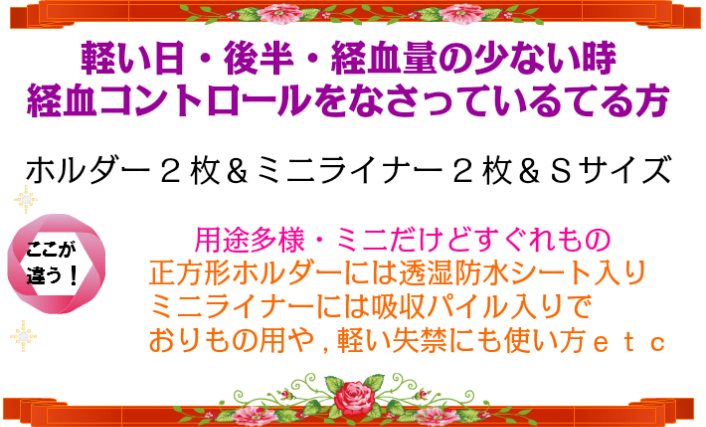 軽い日・後半・経血量の少ない時
経血コントロールをなさっているてる方
ホルダー２枚＆ミニライナー２枚＆Ｓサイズ
ここが
違う！
用途多様・ミニだけどすぐれもの
正方形ホルダーには透湿防水シート入り
ミニライナーには吸収パイル入りで
おりもの用や,軽い失禁にも使い方ｅｔｃ